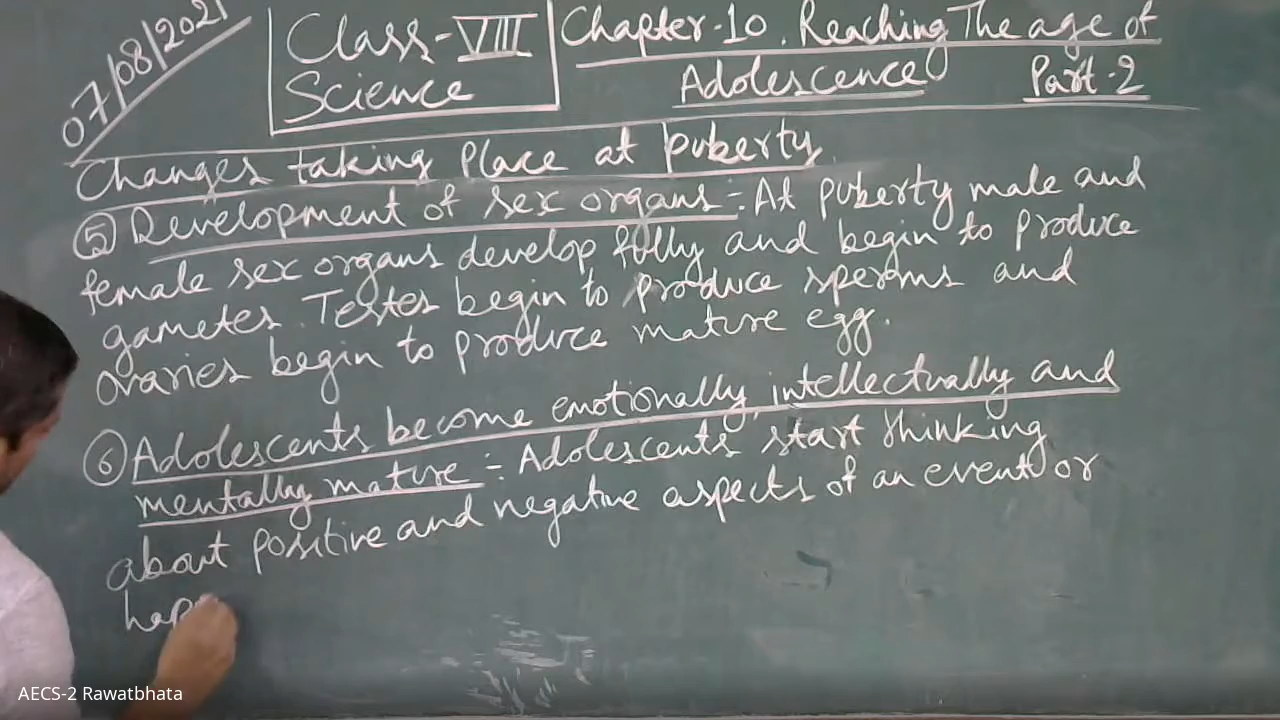 07/08/2021
Class-VIII
Science
Chapter-10. Reaching The age of
Adolescence Part-2
Changes taking Place at puberty.
⑤ Development of sex organs:- At puberty male and
female sex organs develop fully and begin to produce
gametes. Testes begin to produce sperms and
ovaries begin to produce mature egg.
⑥ Adolescents become emotionally, intellectually and
mentally mature:- Adolescents start thinking
about positive and negative aspects of an event or
hap
AECS-2 Rawatbhata